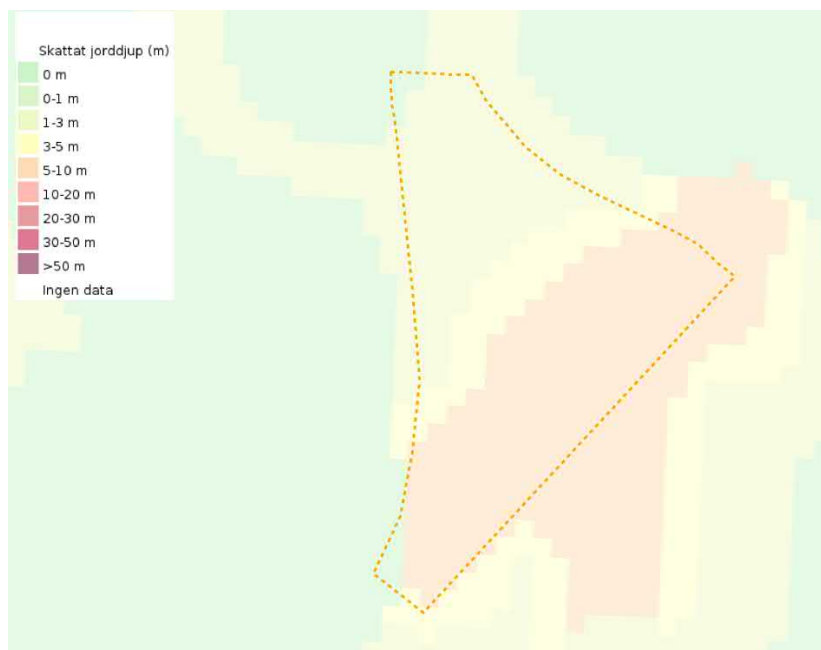 Skattat jorddjup (m)
0 m
0-1 m
1-3 m
3-5 m
5-10 m
10-20 m
20-30 m
30-50 m
>50 m
Ingen data